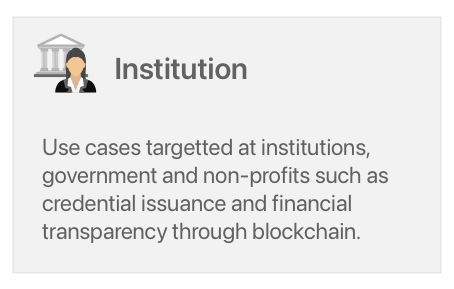 Institution
Use cases targetted at institutions,
government and non-profits such as
credential issuance and financial
transparency through blockchain.